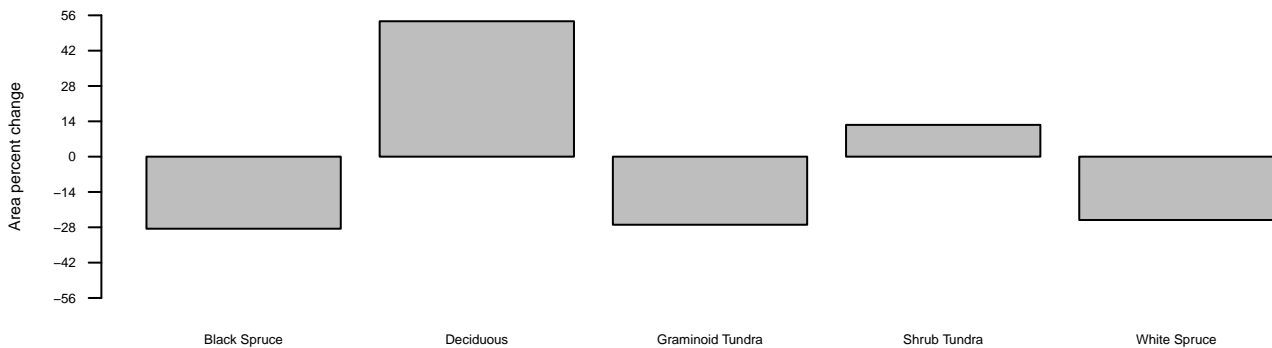 Area percent change
56
42
28
14
0
−14
−28
−42
−56
Black Spruce
Deciduous
Graminoid Tundra
Shrub Tundra
White Spruce